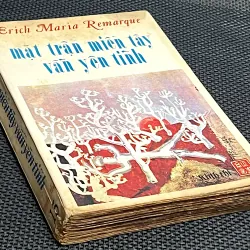 Erich Maria Remarque
mặt trận miền tây
vẫn yên tĩnh